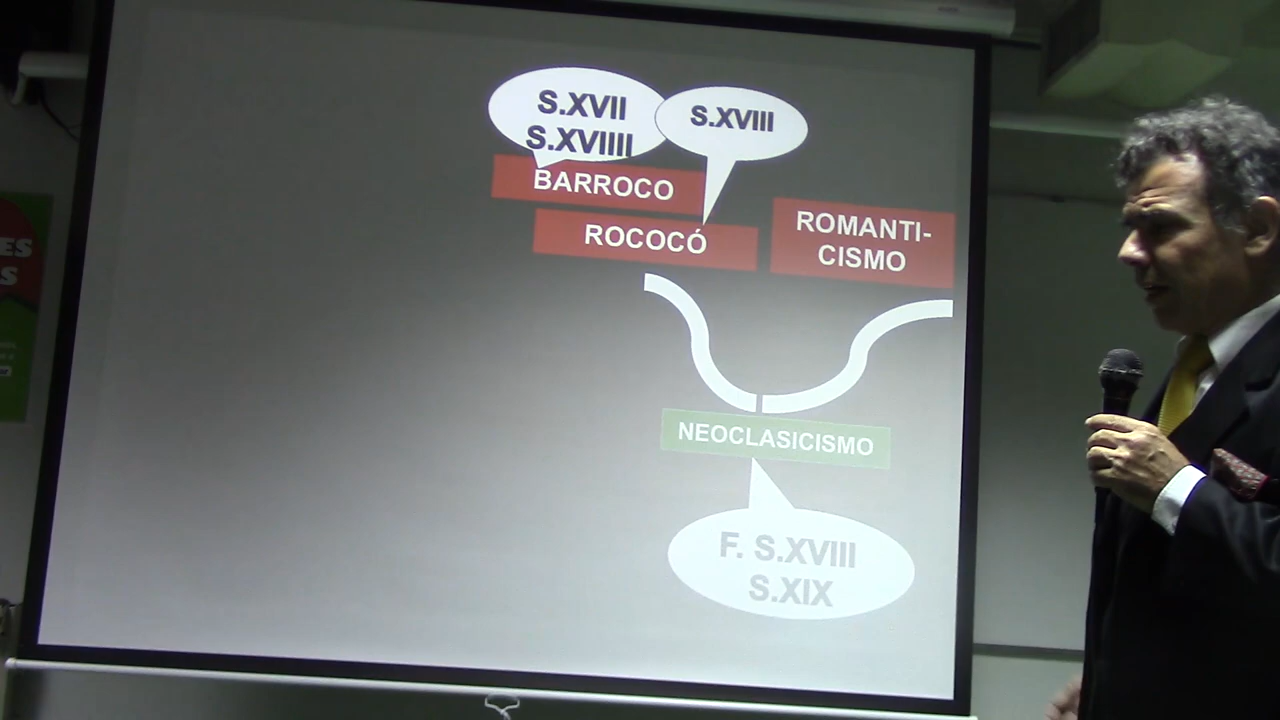 S.XVII
S.XVIIII
S.XVIII
BARROCO
ROCOCÓ
ROMANTI-
CISMO
NEOCLASICISMO
F. S.XVIII
S.XIX